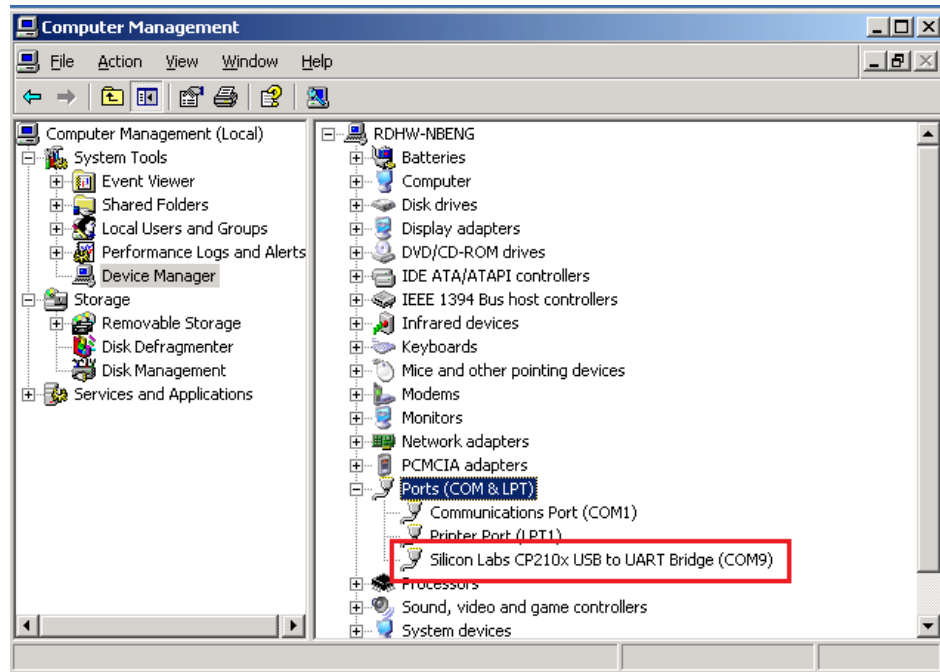 Computer Management
File Action View Window Help
Computer Management (Local)
System Tools
Event Viewer
Shared Folders
Local Users and Groups
Performance Logs and Alerts
Device Manager
Storage
Removable Storage
Disk Defragmenter
Disk Management
Services and Applications
RDHW-NBENG
Batteries
Computer
Disk drives
Display adapters
DVD/CD-ROM drives
IDE ATA/ATAPI controllers
IEEE 1394 Bus host controllers
Infrared devices
Keyboards
Mice and other pointing devices
Modems
Monitors
Network adapters
PCMCIA adapters
Ports (COM & LPT)
Communications Port (COM1)
Printer Port (LPT1)
Silicon Labs CP210x USB to UART Bridge (COM9)
Processors
Sound, video and game controllers
System devices